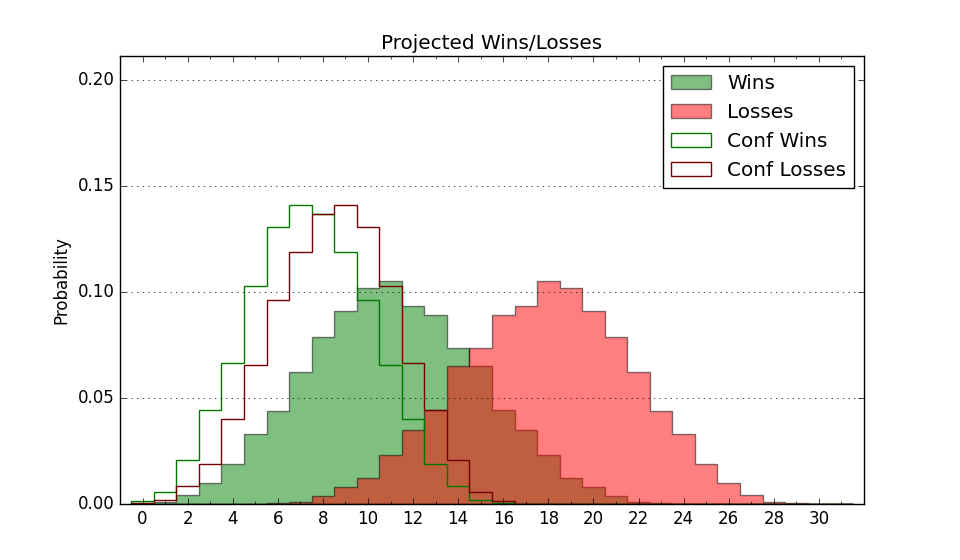 Projected Wins/Losses
Wins
Losses
Conf Wins
Conf Losses
Probability
0.20
0.15
0.10
0.05
0.00
0 2 4 6 8 10 12 14 16 18 20 22 24 26 28 30